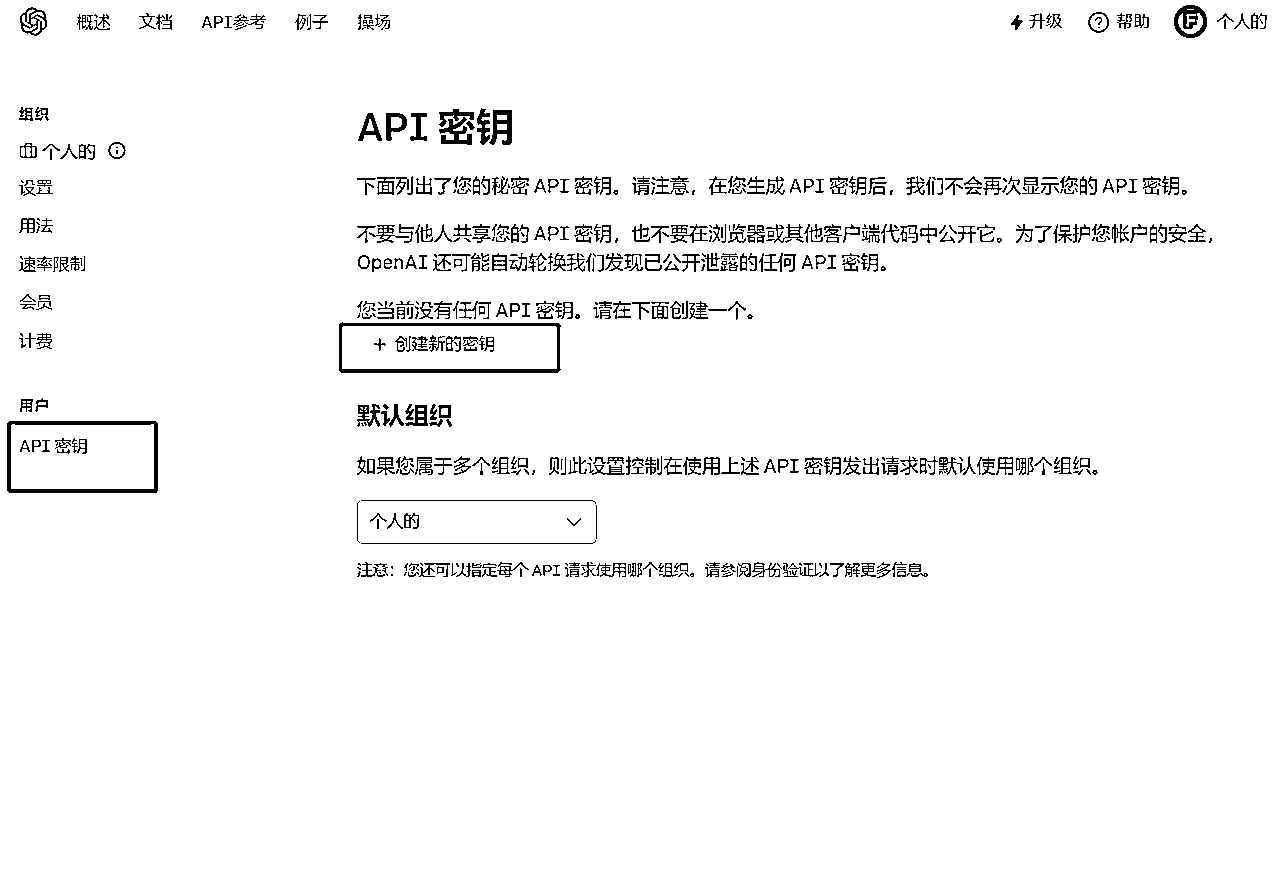 概述 文档 API参考 例子 操场 升级 帮助 个人的
组织
个人的
设置
用法
速率限制
会员
计费
用户
API 密钥
API 密钥
下面列出了您的秘密 API 密钥。请注意，在您生成 API 密钥后，我们不会再次显示您的 API 密钥。
不要与他人共享您的 API 密钥，也不要在浏览器或其他客户端代码中公开它。为了保护您帐户的安全，
OpenAI 还可能自动轮换我们发现已公开泄露的任何 API 密钥。
您当前没有任何 API 密钥。请在下面创建一个。
+ 创建新的密钥
默认组织
如果您属于多个组织，则此设置控制在使用上述 API 密钥发出请求时默认使用哪个组织。
个人的
注意：您还可以指定每个 API 请求使用哪个组织。请参阅身份验证以了解更多信息。